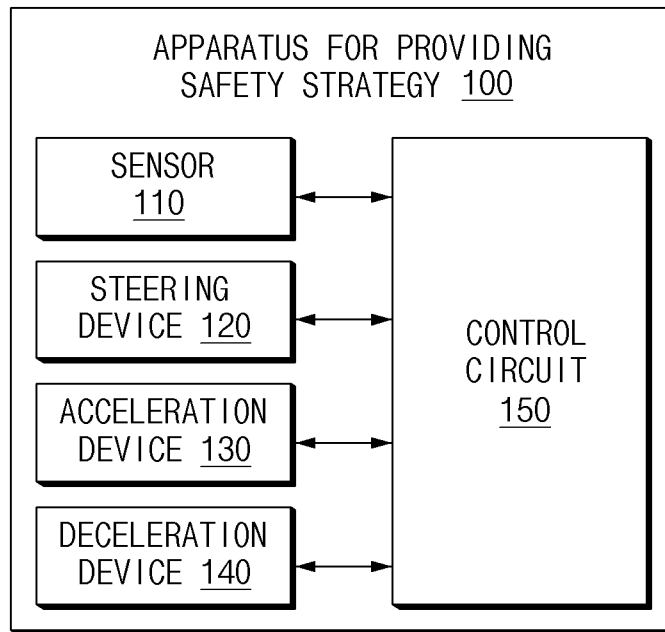 APPARATUS FOR PROVIDING
SAFETY STRATEGY 100
SENSOR
110
STEERING
DEVICE 120
ACCELERATION
DEVICE 130
DECELERATION
DEVICE 140
CONTROL
CIRCUIT
150